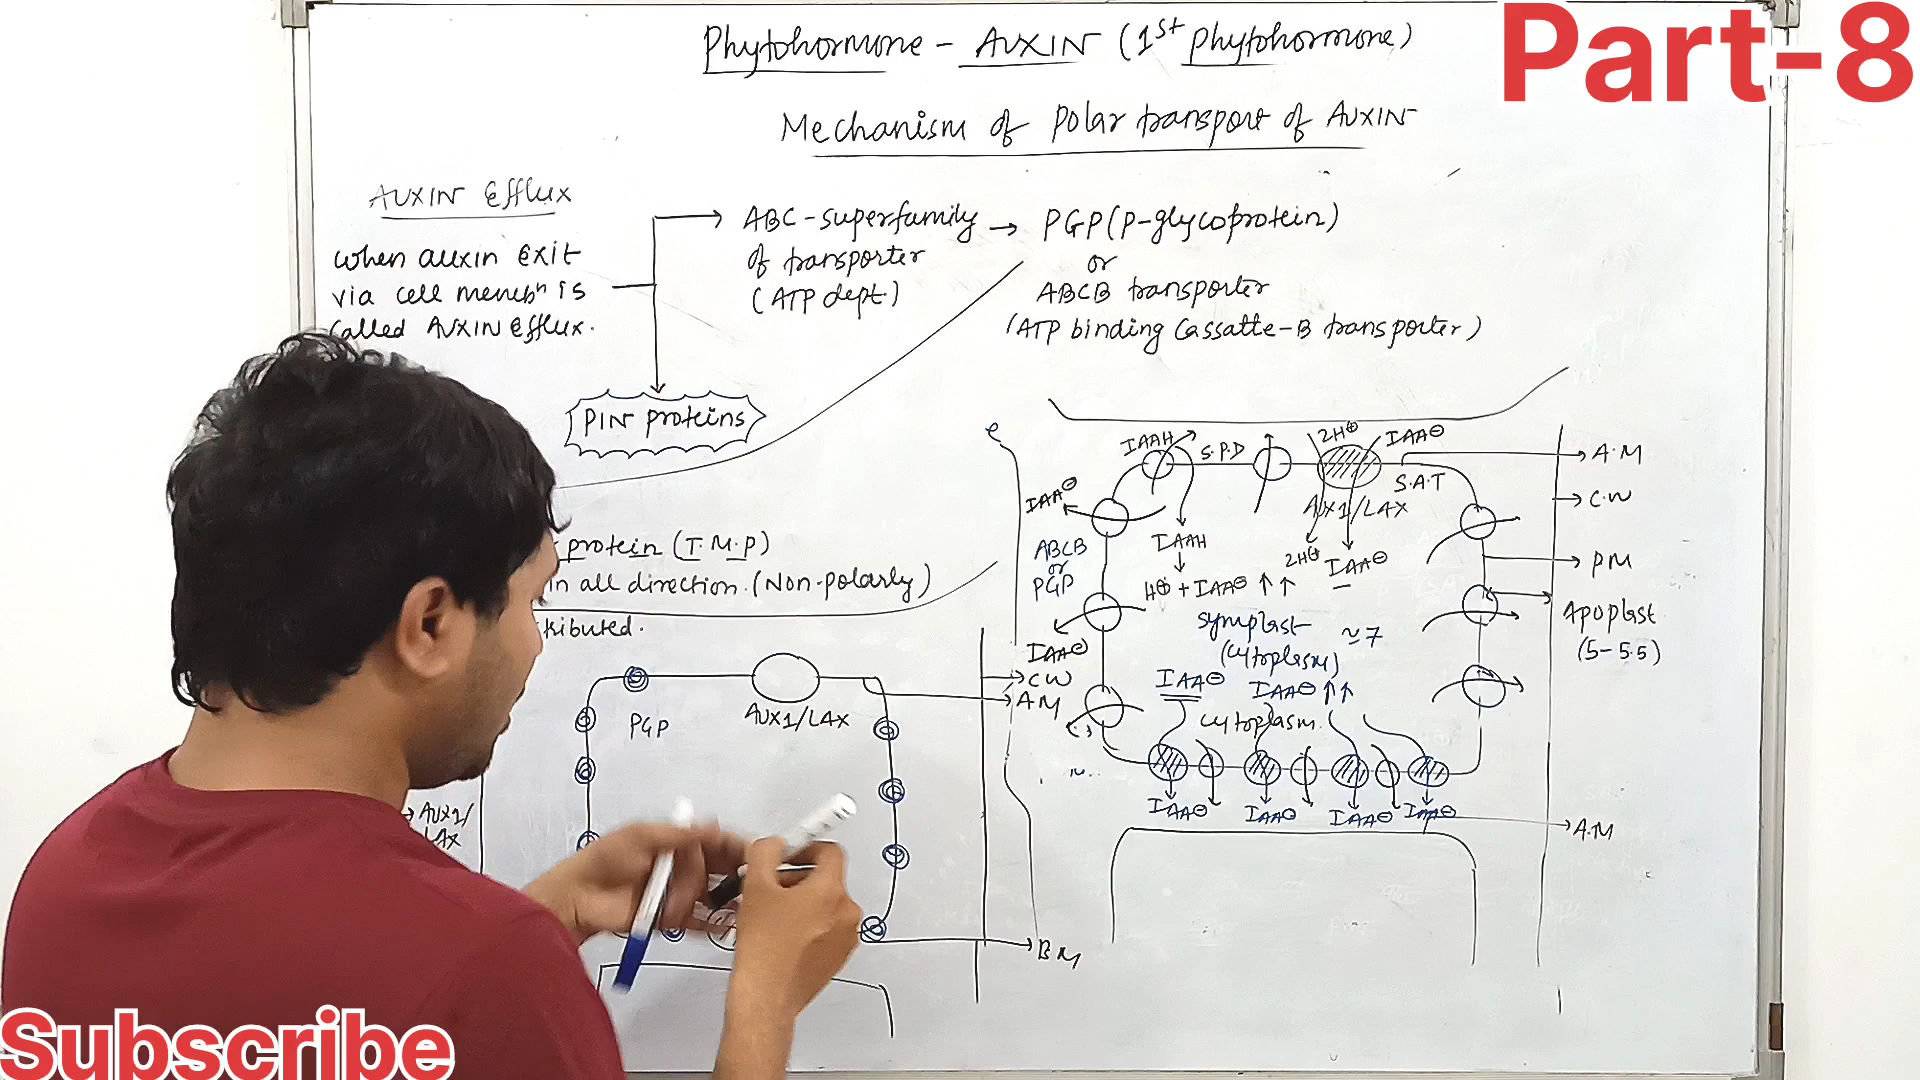 Part-8
Phytohormone - AUXIN (1st phytohormone)
Mechanism of Polar transport of AUXIN
AUXIN Efflux
when auxin exit
via cell membn is
called AUXIN Efflux.
ABC-superfamily
of transporter
(ATP dept.)
→ PGP(P-glycoprotein)
or
ABCB transporter
(ATP binding Cassatte-B transporter)
PIN proteins
protein (T.M.P)
in all direction. (Non-polarly)
tributed.
PGP
AUX1/LAX
CW
AM
BM
AUX1/
LAX
e
IAAH
S.P.D
2H⊕
IAA⊖
A.M
S.A.T
C.W
IAA⊖
AUX1/LAX
ABCB
or
PGP
IAAH
2H⊕
IAA⊖
PM
H⊕ + IAA⊖ ↑↑
Apoplast
(5-5.5)
Symplast
(cytoplasm)
≃7
IAA⊖
IAA⊖
IAA⊖ ↑↑
cytoplasm
IAA⊖
IAA⊖
IAA⊖
IAA⊖
A.M
Subscribe